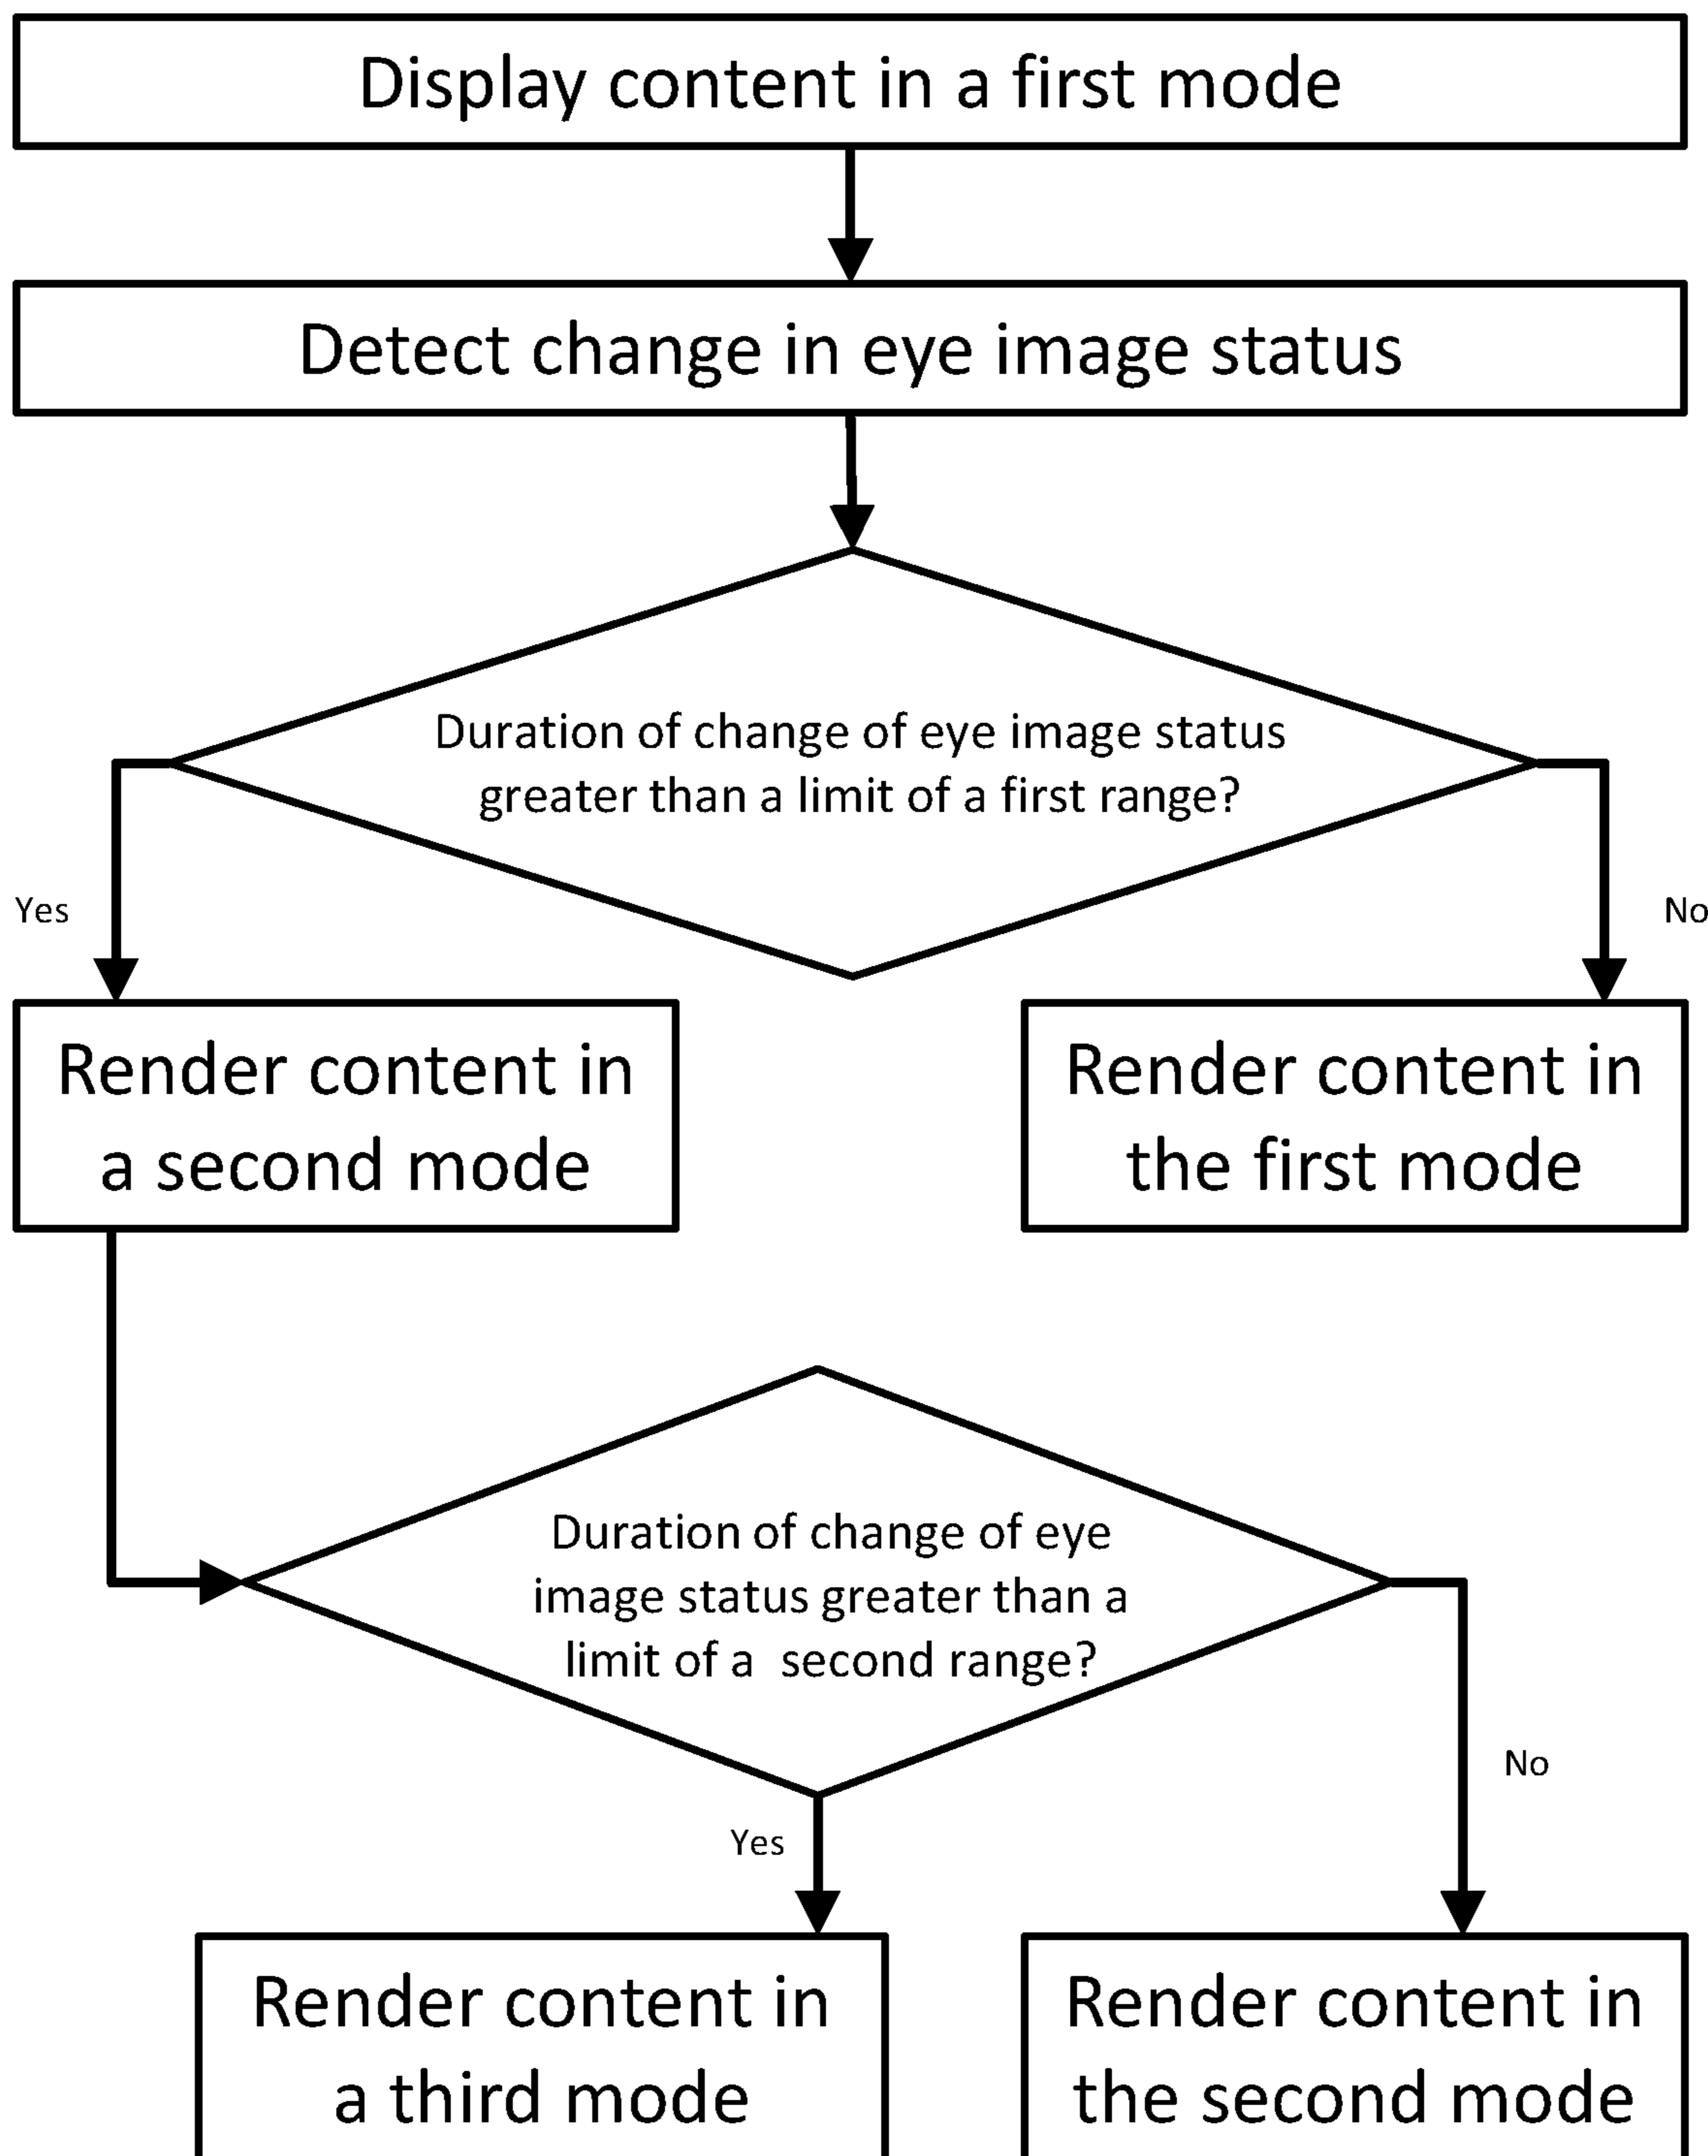 Display content in a first mode
Detect change in eye image status
Duration of change of eye image status
greater than a limit of a first range?
Yes
No
Render content in
a second mode
Render content in
the first mode
Duration of change of eye
image status greater than a
limit of a  second range?
No
Yes
Render content in
a third mode
Render content in
the second mode